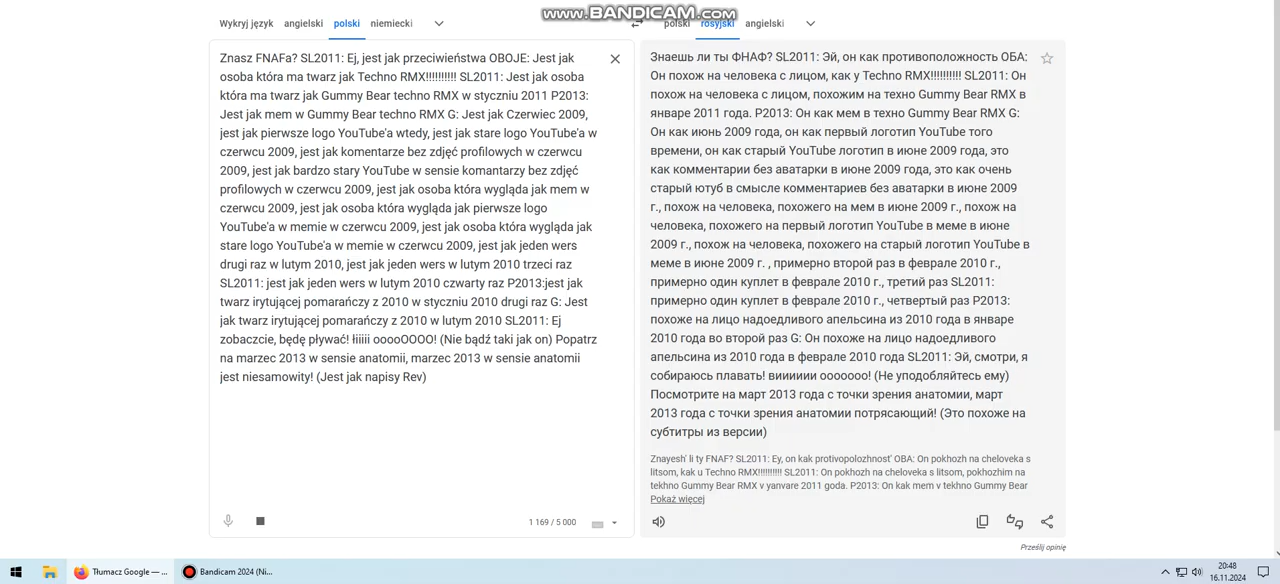 www.BANDICAM.com
Wykryj język angielski polski niemiecki
polski rosyjski angielski
Znasz FNAFa? SL2011: Ej, jest jak przeciwieństwa OBOJE: Jest jak
osoba która ma twarz jak Techno RMX!!!!!!!!!! SL2011: Jest jak osoba
która ma twarz jak Gummy Bear techno RMX w styczniu 2011 P2013:
Jest jak mem w Gummy Bear techno RMX G: Jest jak Czerwiec 2009,
jest jak pierwsze logo YouTube'a wtedy, jest jak stare logo YouTube'a w
czerwcu 2009, jest jak komentarze bez zdjęć profilowych w czerwcu
2009, jest jak bardzo stary YouTube w sensie komantarzy bez zdjęć
profilowych w czerwcu 2009, jest jak osoba która wygląda jak mem w
czerwcu 2009, jest jak osoba która wygląda jak pierwsze logo
YouTube'a w memie w czerwcu 2009, jest jak osoba która wygląda jak
stare logo YouTube'a w memie w czerwcu 2009, jest jak jeden wers
drugi raz w lutym 2010, jest jak jeden wers w lutym 2010 trzeci raz
SL2011: jest jak jeden wers w lutym 2010 czwarty raz P2013:jest jak
twarz irytującej pomarańczy z 2010 w styczniu 2010 drugi raz G: Jest
jak twarz irytującej pomarańczy z 2010 w lutym 2010 SL2011: Ej
zobaczcie, będę pływać! łiiiii ooooOOOO! (Nie bądź taki jak on) Popatrz
na marzec 2013 w sensie anatomii, marzec 2013 w sensie anatomii
jest niesamowity! (Jest jak napisy Rev)
1 169 / 5 000
Знаешь ли ты ФНАФ? SL2011: Эй, он как противоположность ОБА:
Он похож на человека с лицом, как у Techno RMX!!!!!!!!!! SL2011: Он
похож на человека с лицом, похожим на техно Gummy Bear RMX в
январе 2011 года. P2013: Он как мем в техно Gummy Bear RMX G:
Он как июнь 2009 года, он как первый логотип YouTube того
времени, он как старый YouTube логотип в июне 2009 года, это
как комментарии без аватарки в июне 2009 года, это как очень
старый ютуб в смысле комментариев без аватарки в июне 2009
г., похож на человека, похожего на мем в июне 2009 г., похож на
человека, похожего на первый логотип YouTube в меме в июне
2009 г., похож на человека, похожего на старый логотип YouTube в
меме в июне 2009 г. , примерно второй раз в феврале 2010 г.,
примерно один куплет в феврале 2010 г., третий раз SL2011:
примерно один куплет в феврале 2010 г., четвертый раз P2013:
похоже на лицо надоедливого апельсина из 2010 года в январе
2010 года во второй раз G: Он похоже на лицо надоедливого
апельсина из 2010 года в феврале 2010 года SL2011: Эй, смотри, я
собираюсь плавать! вииииии ооооооо! (Не уподобляйтесь ему)
Посмотрите на март 2013 года с точки зрения анатомии, март
2013 года с точки зрения анатомии потрясающий! (Это похоже на
субтитры из версии)
Znayesh' li ty FNAF? SL2011: Ey, on kak protivopolozhnost' OBA: On pokhozh na cheloveka s
litsom, kak u Techno RMX!!!!!!!!!! SL2011: On pokhozh na cheloveka s litsom, pokhozhim na
tekhno Gummy Bear RMX v yanvare 2011 goda. P2013: On kak mem v tekhno Gummy Bear
Pokaż więcej
Prześlij opinię
Tłumacz Google — ... Bandicam 2024 (Ni...
20:48
16.11.2024